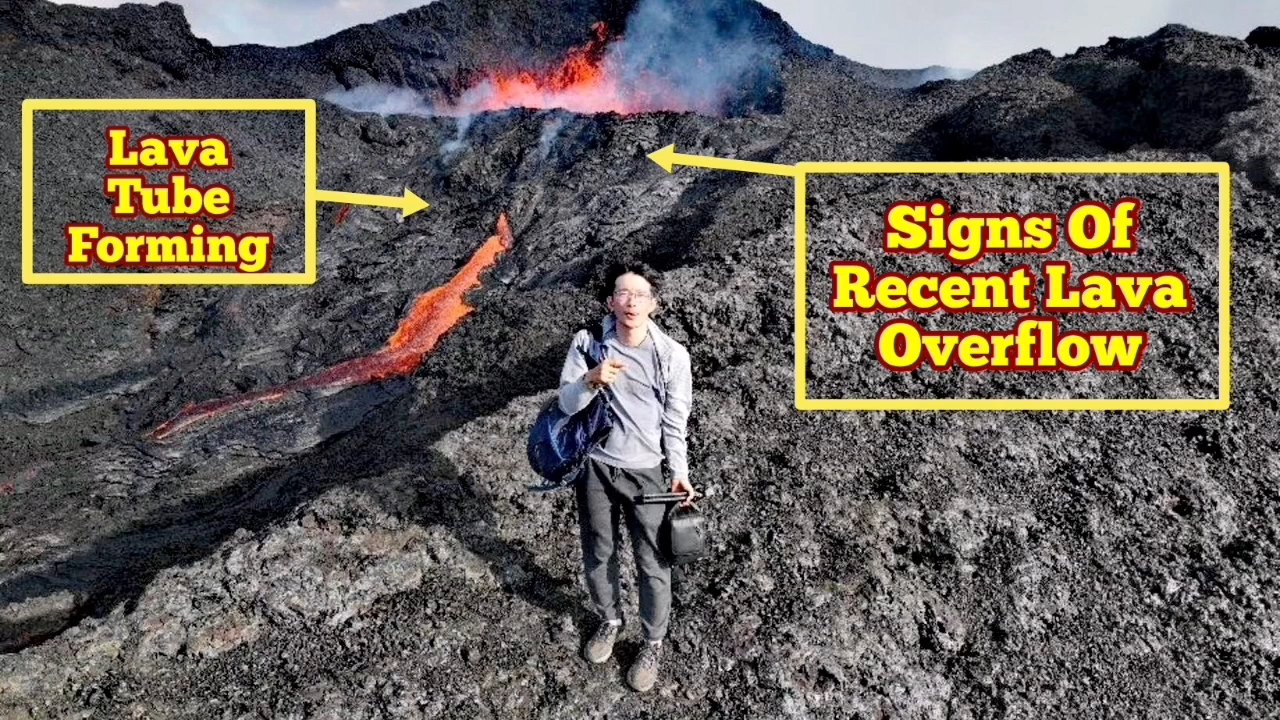 Lava
Tube
Forming
Signs Of
Recent Lava
Overflow